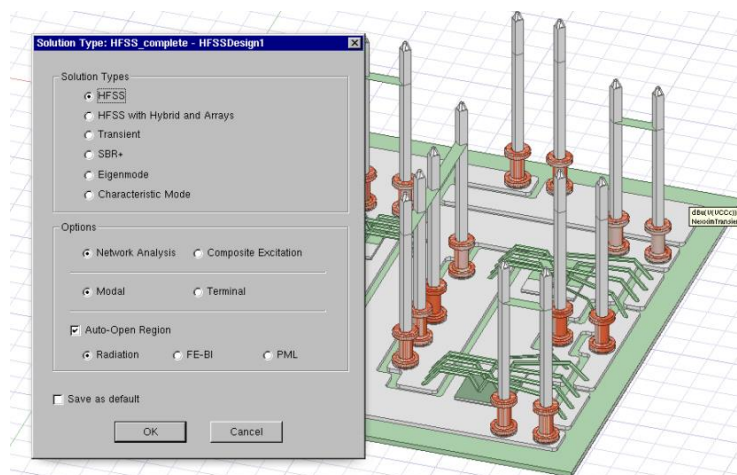 Solution Type: HFSS_complete - HFSSDesign1
Solution Types
HFSS
HFSS with Hybrid and Arrays
Transient
SBR+
Eigenmode
Characteristic Mode
Options
Network Analysis Composite Excitation
Modal Terminal
Auto-Open Region
Radiation FE-BI PML
Save as default
OK Cancel